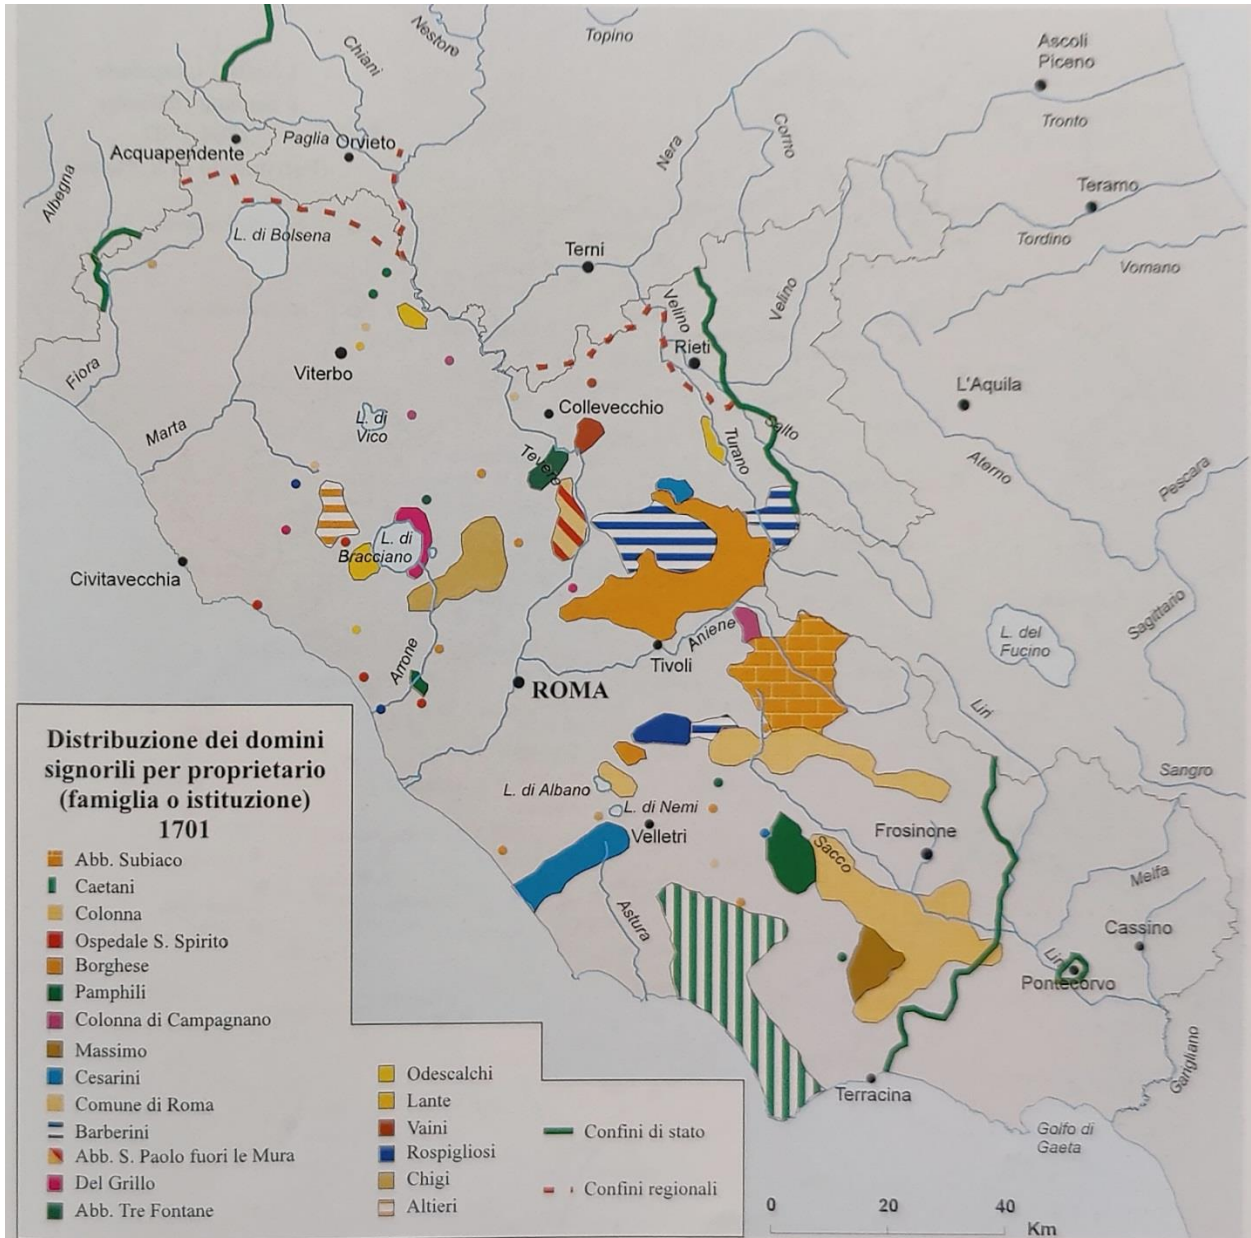 Topino
Nestore
Chiani
Ascoli
Piceno
Tronto
Corno
Nera
Paglia
Orvieto
Acquapendente
Albegna
Teramo
Tordino
Vomano
L. di Bolsena
Terni
Velino
Velino
Rieti
Fiora
Viterbo
L'Aquila
Collevecchio
L. di
Vico
Marta
Salto
Turano
Tevere
Aterno
Pescara
L. di
Bracciano
Civitavecchia
Sagittario
L. del
Fucino
Aniene
Tivoli
Arrone
ROMA
Liri
Sangro
L. di Albano
L. di Nemi
Velletri
Frosinone
Sacco
Melfa
Astura
Cassino
Liri
Pontecorvo
Garigliano
Terracina
Golfo di
Gaeta
Distribuzione dei domini
signorili per proprietario
(famiglia o istituzione)
1701
Abb. Subiaco
Caetani
Colonna
Ospedale S. Spirito
Borghese
Pamphili
Colonna di Campagnano
Massimo
Cesarini
Comune di Roma
Barberini
Abb. S. Paolo fuori le Mura
Del Grillo
Abb. Tre Fontane
Odescalchi
Lante
Vaini
Rospigliosi
Chigi
Altieri
Confini di stato
Confini regionali
0 20 40
Km